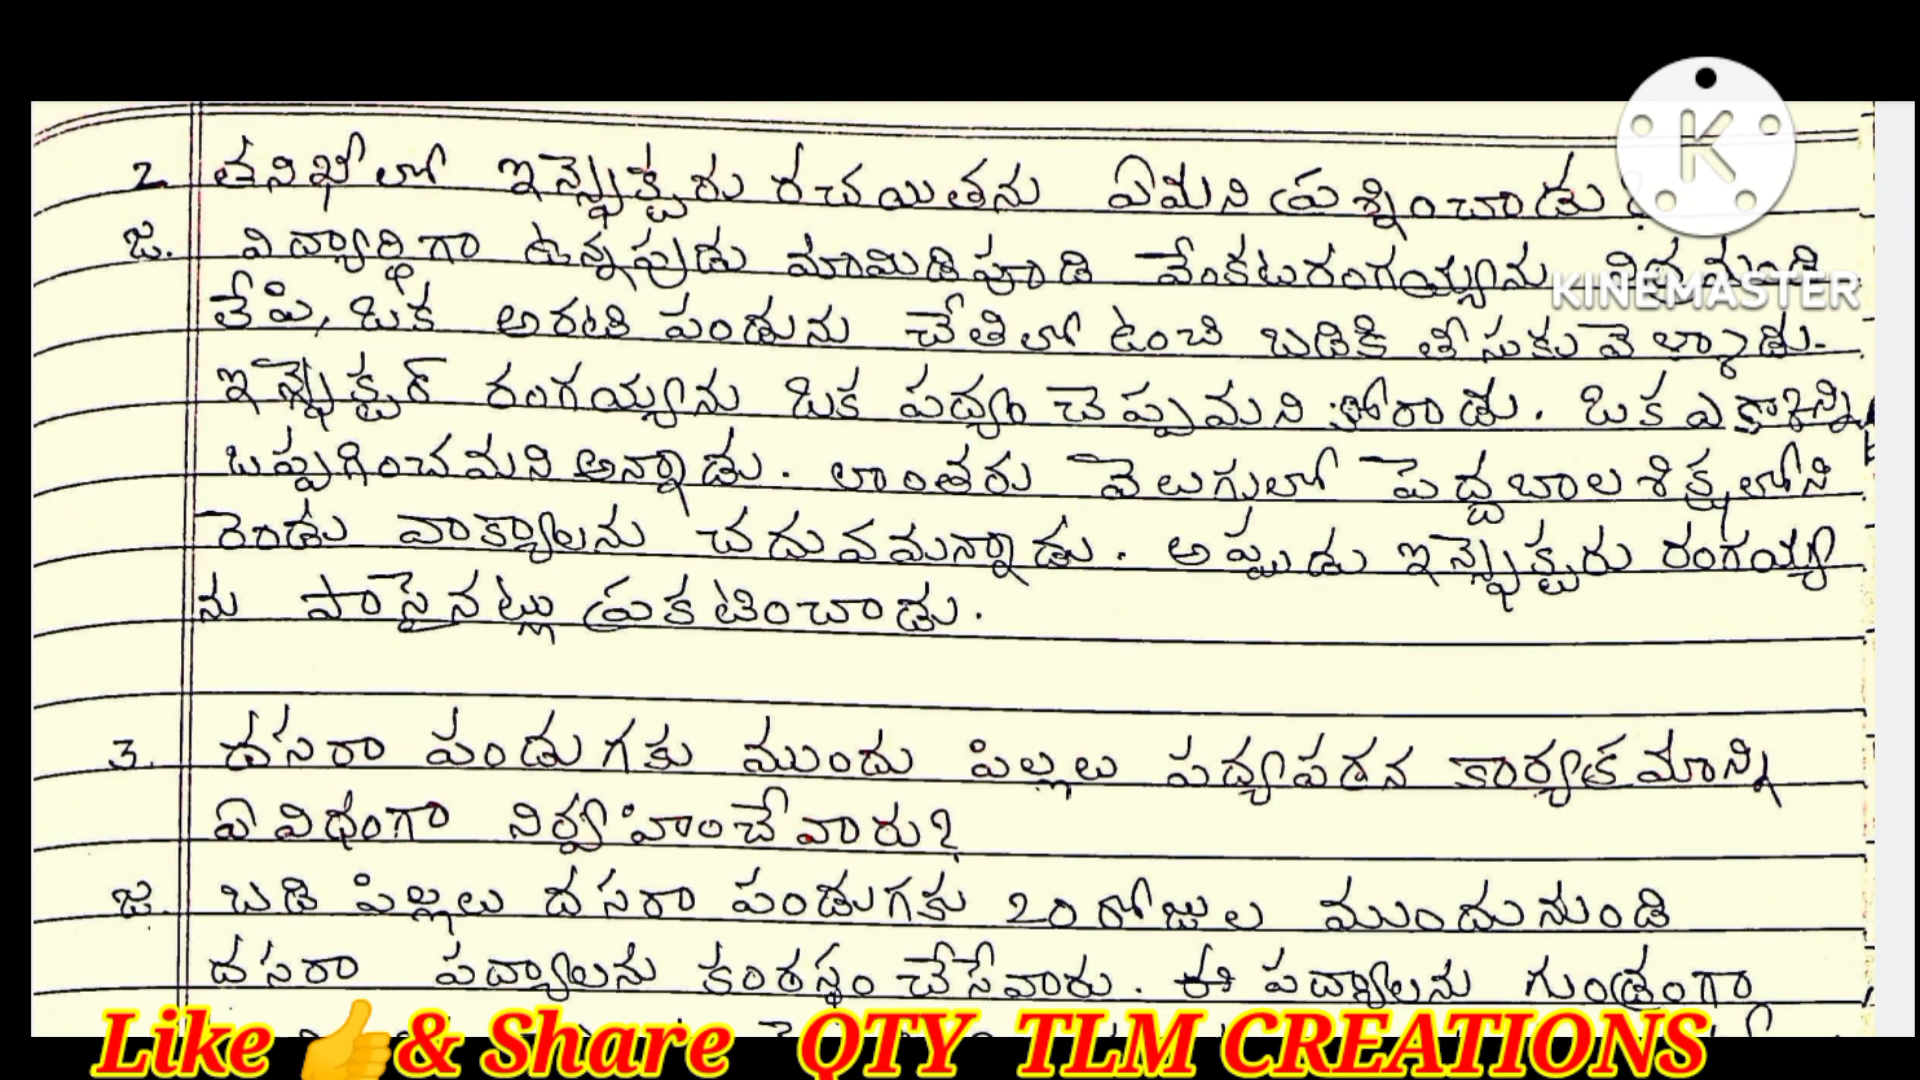 2. తనిఖీలో ఇన్స్పెక్టరు రచయితను ఏమని ప్రశ్నించాడు?
జ. విద్యార్థిగా ఉన్నపుడు మామిడిపూడి వేంకటరంగయ్యను నిద్రనుండి
లేపి, ఒక అరటి పండును చేతిలో ఉంచి బడికి తీసుకువెళ్ళాడు.
ఇన్స్పెక్టర్ రంగయ్యను ఒక పద్యం చెప్పమని కోరాడు. ఒక ఎక్కాన్ని
ఒప్పగించమని అన్నాడు. లాంతరు వెలుగులో పెద్దబాల శిక్షలోని
రెండు వాక్యాలను చదువమన్నాడు. అప్పుడు ఇన్స్పెక్టరు రంగయ్య
ను పాసైనట్లు ప్రకటించాడు.
3. దసరా పండుగకు ముందు పిల్లలు పద్యపఠన కార్యక్రమాన్ని
ఏ విధంగా నిర్వహించేవారు?
జ. బడి పిల్లలు దసరా పండుగకు 20 రోజుల ముందునుండి
దసరా పద్యాలను కంఠస్థం చేసేవారు. ఈ పద్యాలను గుంద్రంగా
K
KINEMASTER
Like 👍 & Share QTY TLM CREATIONS